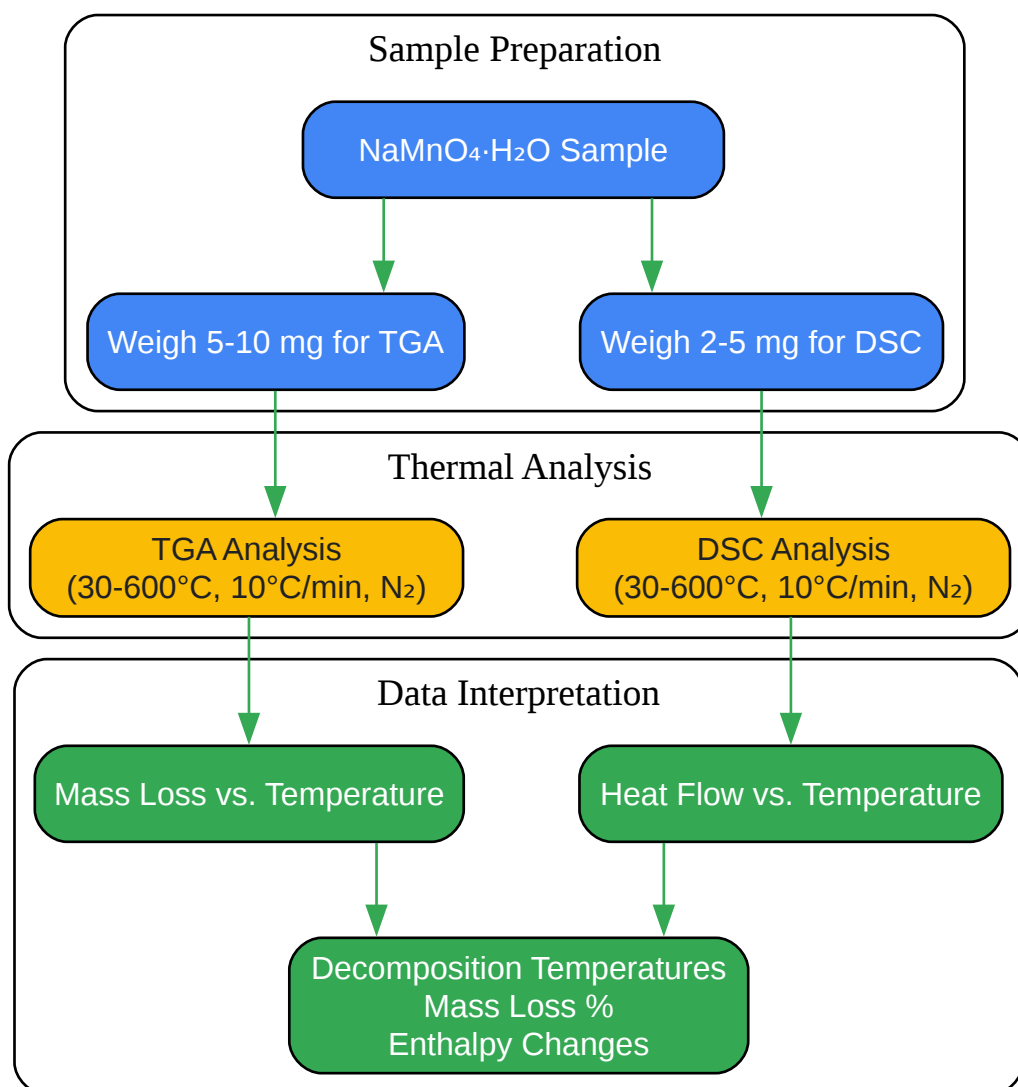 Sample Preparation
NaMnO₄·H₂O Sample
Weigh 5-10 mg for TGA
Weigh 2-5 mg for DSC
Thermal Analysis
TGA Analysis
(30-600°C, 10°C/min, N₂)
DSC Analysis
(30-600°C, 10°C/min, N₂)
Data Interpretation
Mass Loss vs. Temperature
Heat Flow vs. Temperature
Decomposition Temperatures
Mass Loss %
Enthalpy Changes